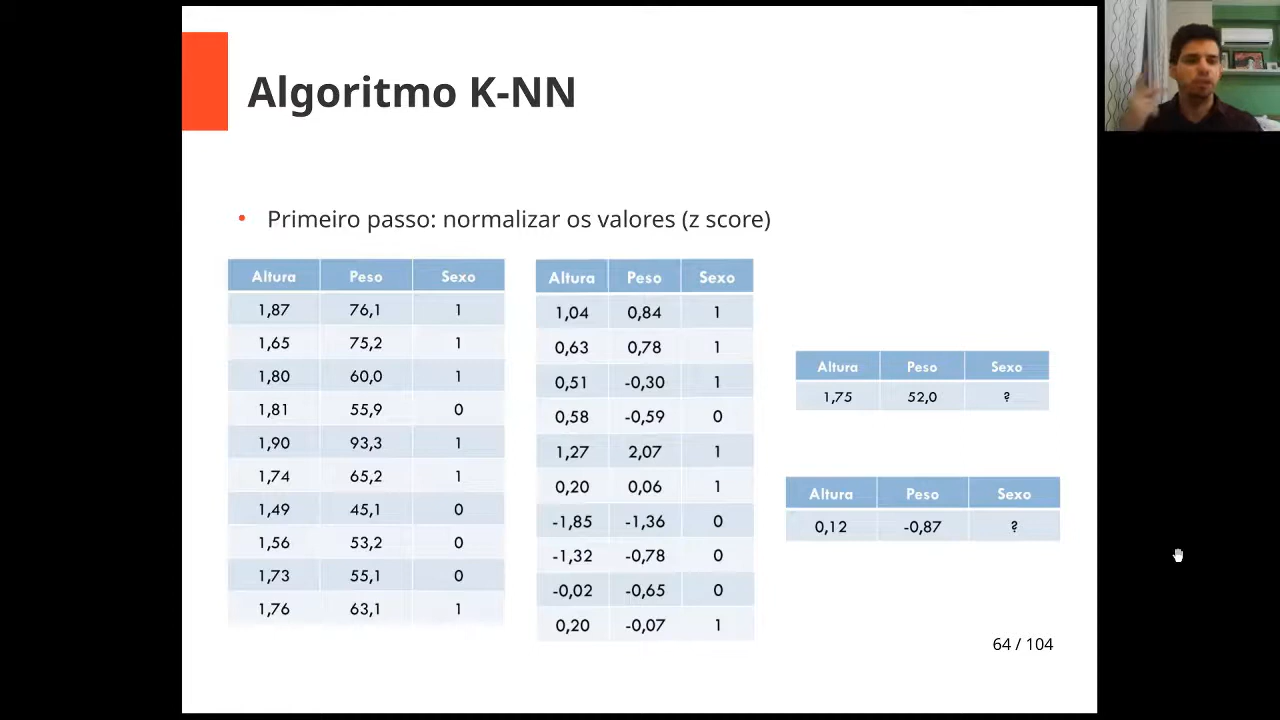 Algoritmo K-NN
Primeiro passo: normalizar os valores (z score)
Altura Peso Sexo
1,87 76,1 1
1,65 75,2 1
1,80 60,0 1
1,81 55,9 0
1,90 93,3 1
1,74 65,2 1
1,49 45,1 0
1,56 53,2 0
1,73 55,1 0
1,76 63,1 1
Altura Peso Sexo
1,04 0,84 1
0,63 0,78 1
0,51 -0,30 1
0,58 -0,59 0
1,27 2,07 1
0,20 0,06 1
-1,85 -1,36 0
-1,32 -0,78 0
-0,02 -0,65 0
0,20 -0,07 1
Altura Peso Sexo
1,75 52,0 ?
Altura Peso Sexo
0,12 -0,87 ?
64 / 104